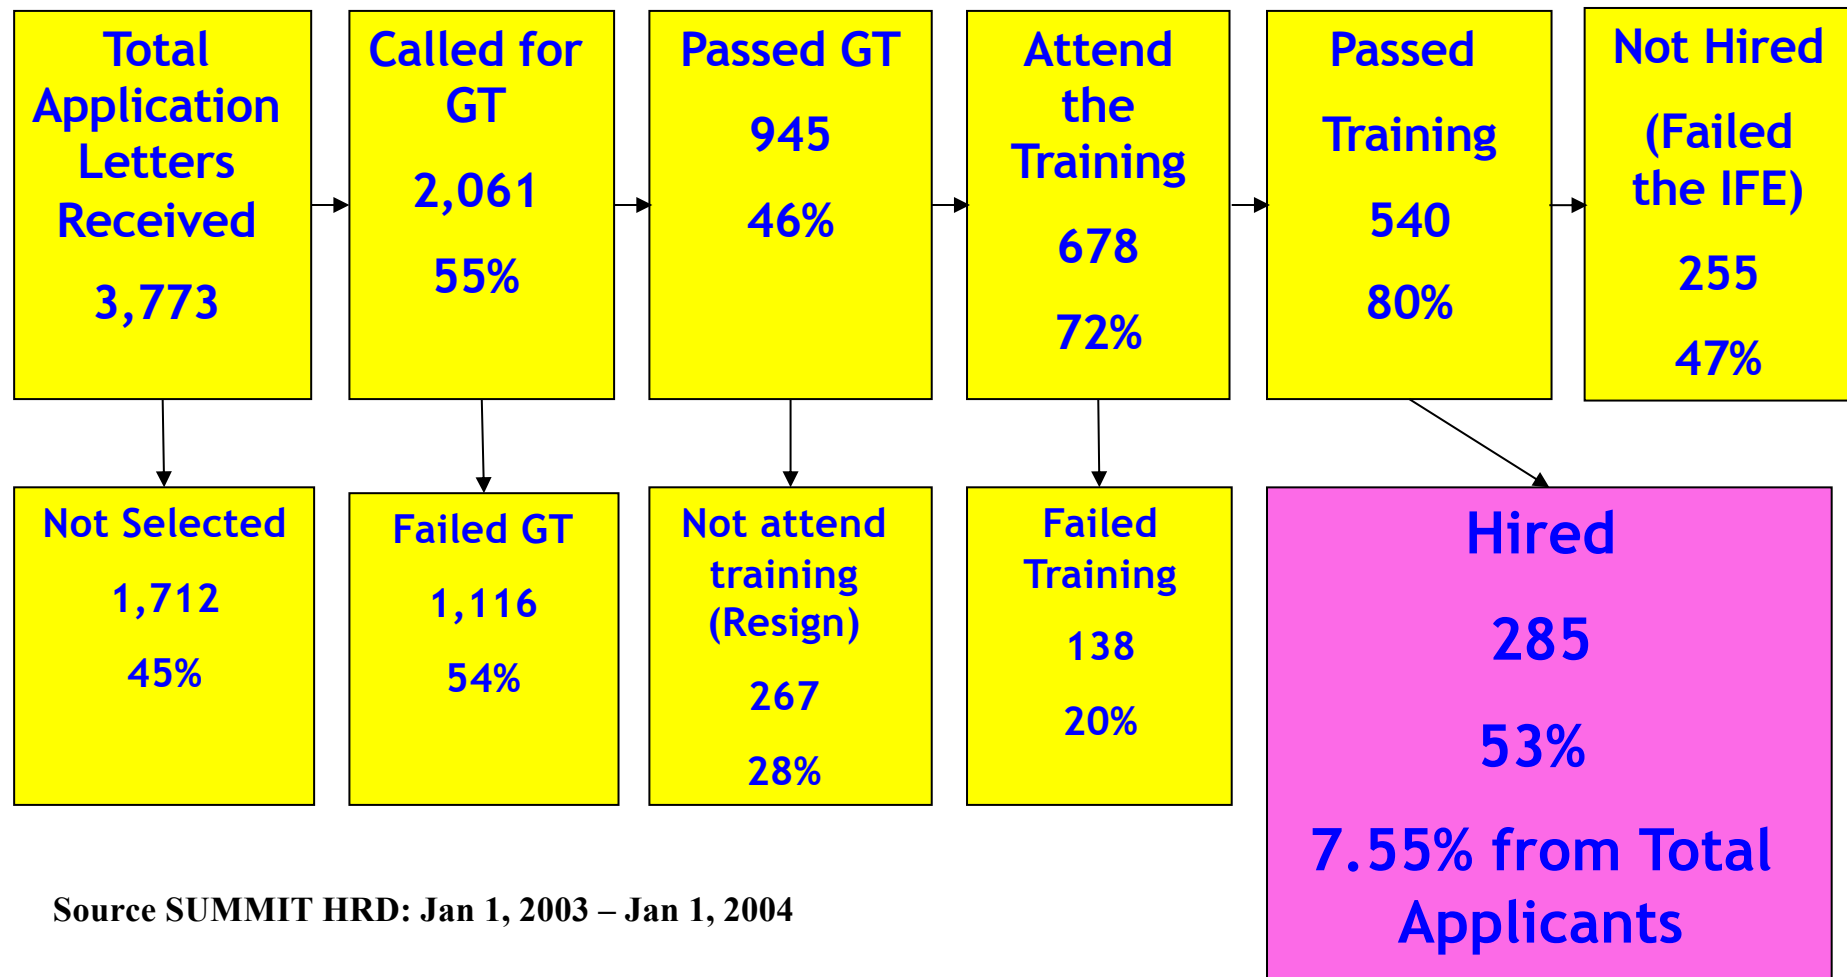 Total
Application
Letters
Received
3,773
Called for
GT
2,061
55%
Passed GT
945
46%
Attend
the
Training
678
72%
Passed
Training
540
80%
Not Hired
(Failed
the IFE)
255
47%
Not Selected
1,712
45%
Failed GT
1,116
54%
Not attend
training
(Resign)
267
28%
Failed
Training
138
20%
Hired
285
53%
7.55% from Total
Applicants
Source SUMMIT HRD: Jan 1, 2003 – Jan 1, 2004